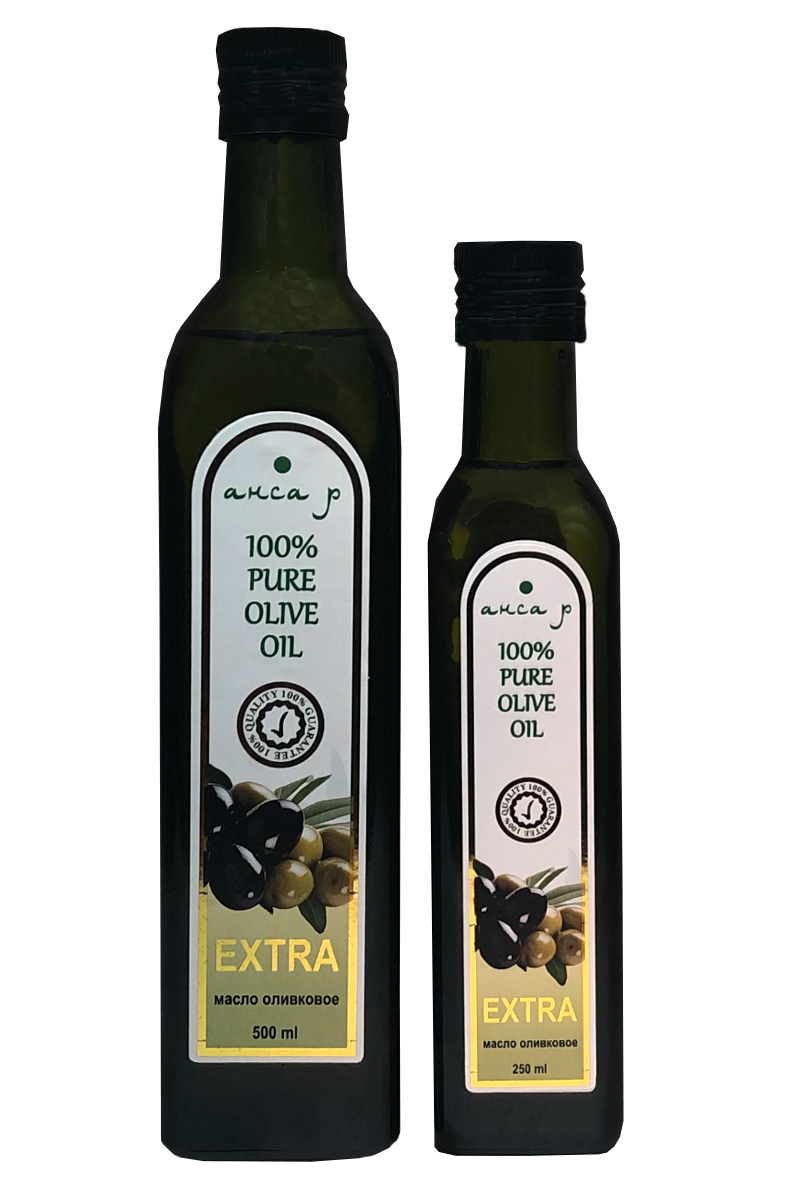 анса р
100%
PURE
OLIVE
OIL
QUALITY 100% GUARANTEE 100%
EXTRA
масло оливковое
500 ml
анса р
100%
PURE
OLIVE
OIL
QUALITY 100% GUARANTEE 100%
EXTRA
масло оливковое
250 ml